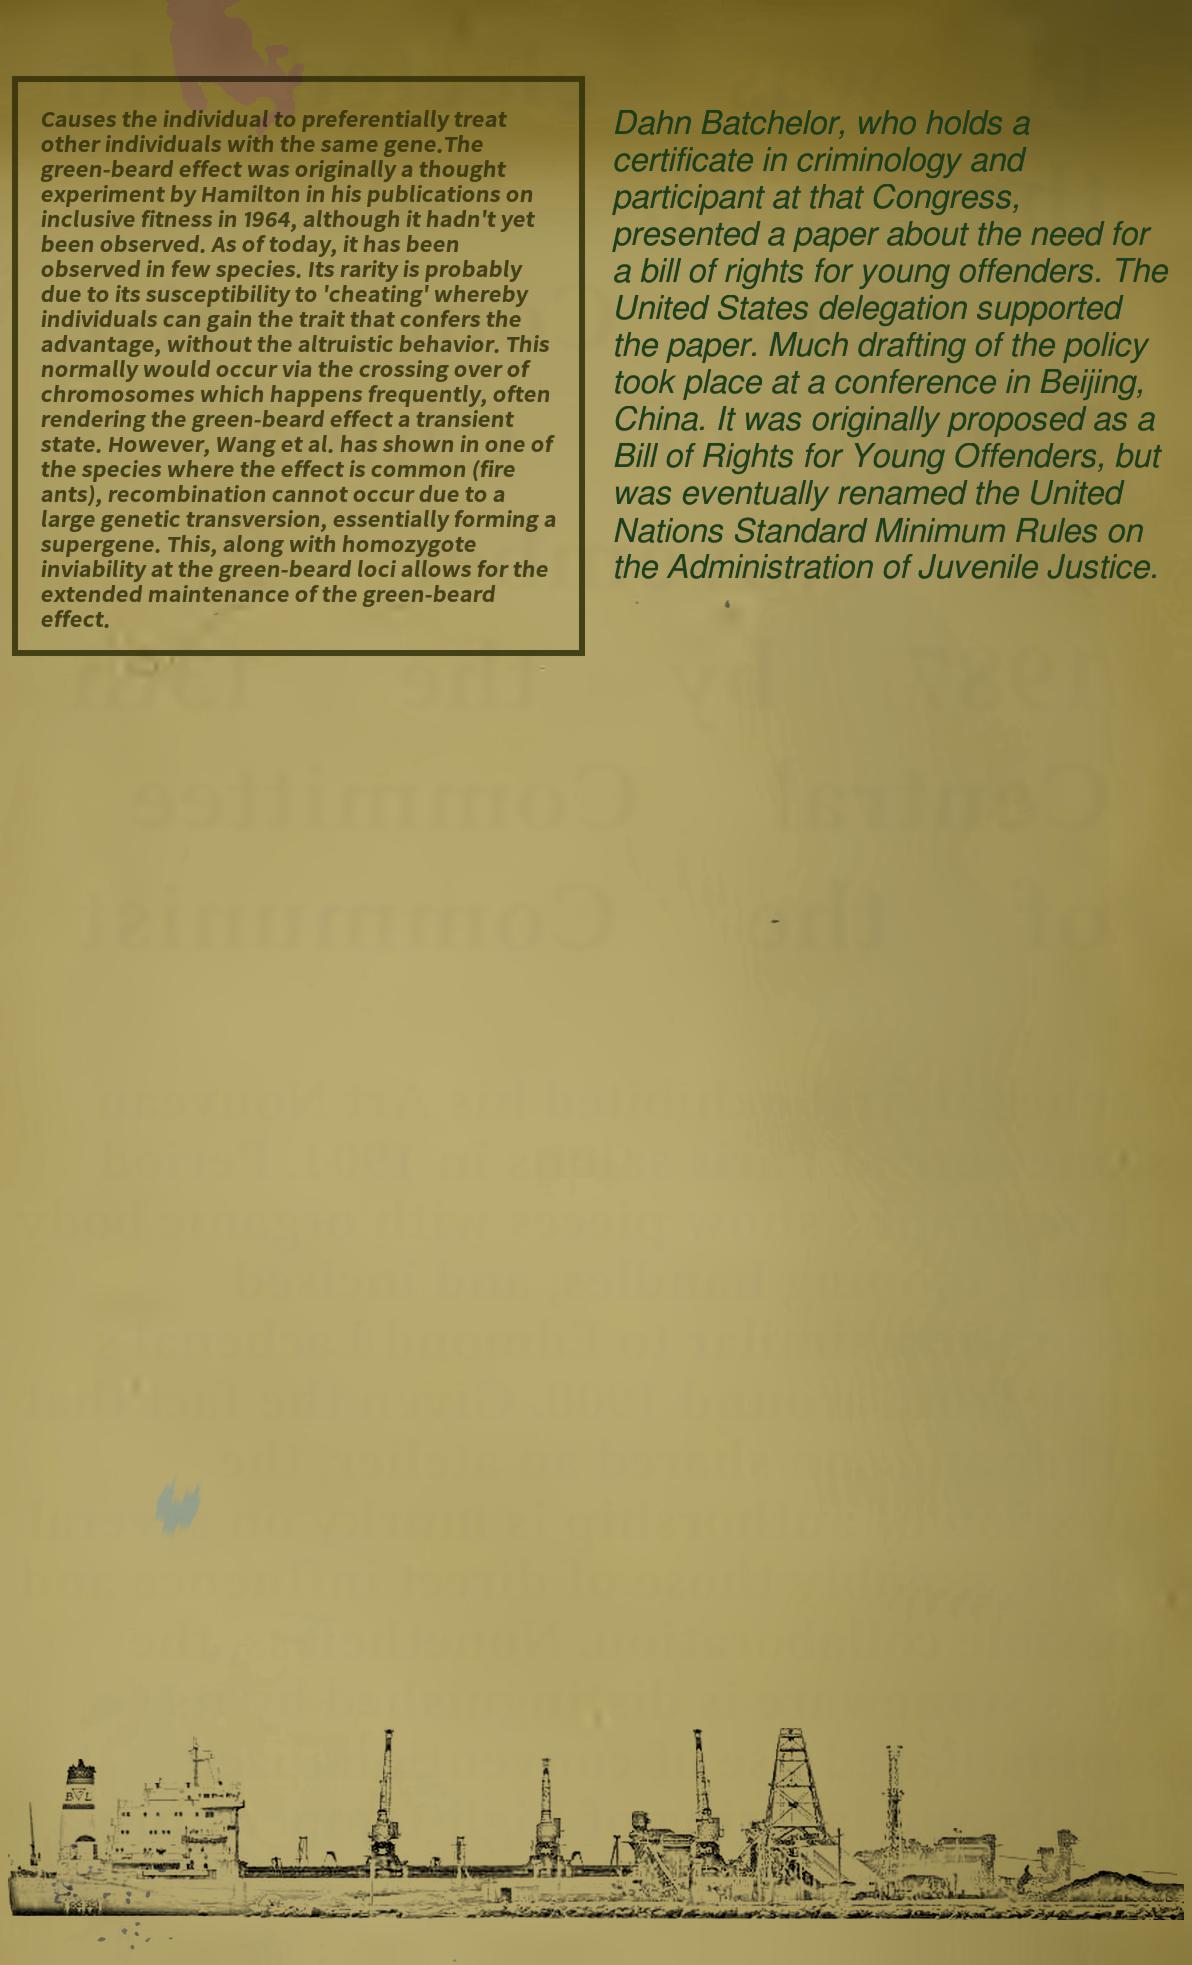 Causes the individual to preferentially treat
other individuals with the same gene.The
green-beard effect was originally a thought
experiment by Hamilton in his publications on
inclusive fitness in 1964, although it hadn't yet
been observed. As of today, it has been
observed in few species. Its rarity is probably
due to its susceptibility to 'cheating' whereby
individuals can gain the trait that confers the
advantage, without the altruistic behavior. This
normally would occur via the crossing over of
chromosomes which happens frequently, often
rendering the green-beard effect a transient
state. However, Wang et al. has shown in one of
the species where the effect is common (fire
ants), recombination cannot occur due to a
large genetic transversion, essentially forming a
supergene. This, along with homozygote
inviability at the green-beard loci allows for the
extended maintenance of the green-beard
effect.
Dahn Batchelor, who holds a
certificate in criminology and
participant at that Congress,
presented a paper about the need for
a bill of rights for young offenders. The
United States delegation supported
the paper. Much drafting of the policy
took place at a conference in Beijing,
China. It was originally proposed as a
Bill of Rights for Young Offenders, but
was eventually renamed the United
Nations Standard Minimum Rules on
the Administration of Juvenile Justice.